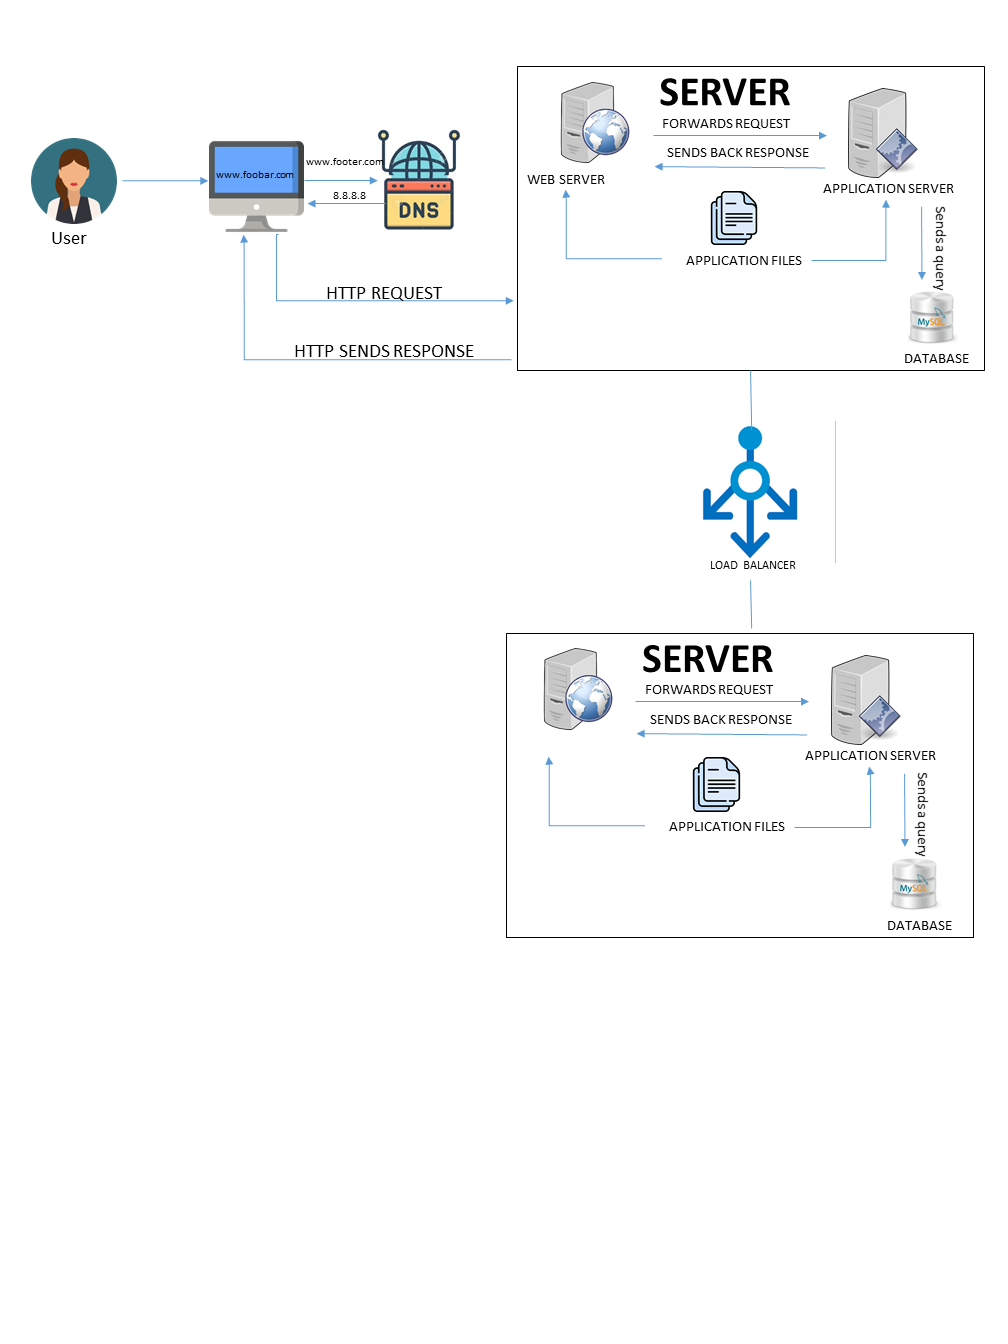 SERVER
FORWARDS REQUEST
SENDS BACK RESPONSE
WEB SERVER
APPLICATION SERVER
www.footer.com
www.foobar.com
8.8.8.8
DNS
User
APPLICATION FILES
Sends a query
HTTP REQUEST
MySQL
HTTP SENDS RESPONSE
DATABASE
LOAD BALANCER
SERVER
FORWARDS REQUEST
SENDS BACK RESPONSE
APPLICATION SERVER
APPLICATION FILES
Sends a query
MySQL
DATABASE